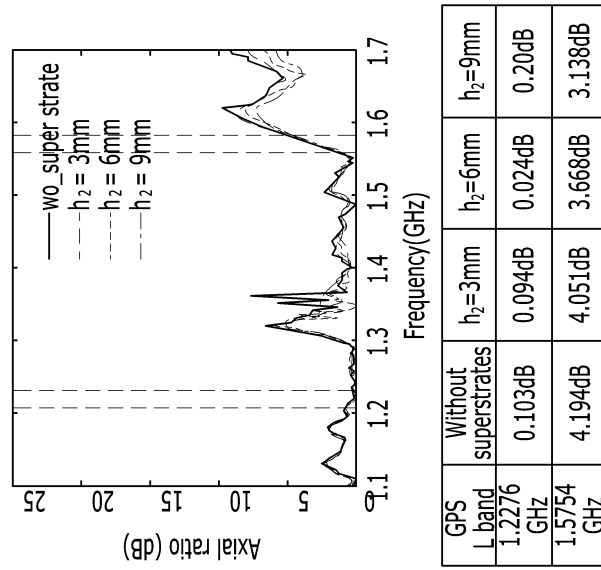 wo_super strate
h2 = 3mm
h2 = 6mm
h2 = 9mm
Axial ratio (dB)
25
20
15
10
5
0
1.1
1.2
1.3
1.4
1.5
1.6
1.7
Frequency(GHz)
GPS L band
Without superstrates
h2=3mm
h2=6mm
h2=9mm
1.2276 GHz
0.103dB
0.094dB
0.024dB
0.20dB
1.5754 GHz
4.194dB
4.051dB
3.668dB
3.138dB